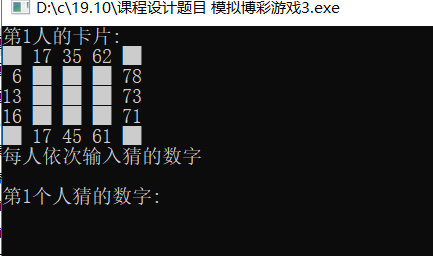 D:\c\19.10\课程设计题目 模拟博彩游戏3.exe
第1人的卡片:
17 35 62
6 78
13 73
16 71
17 45 61
每人依次输入猜的数字
第1个人猜的数字: